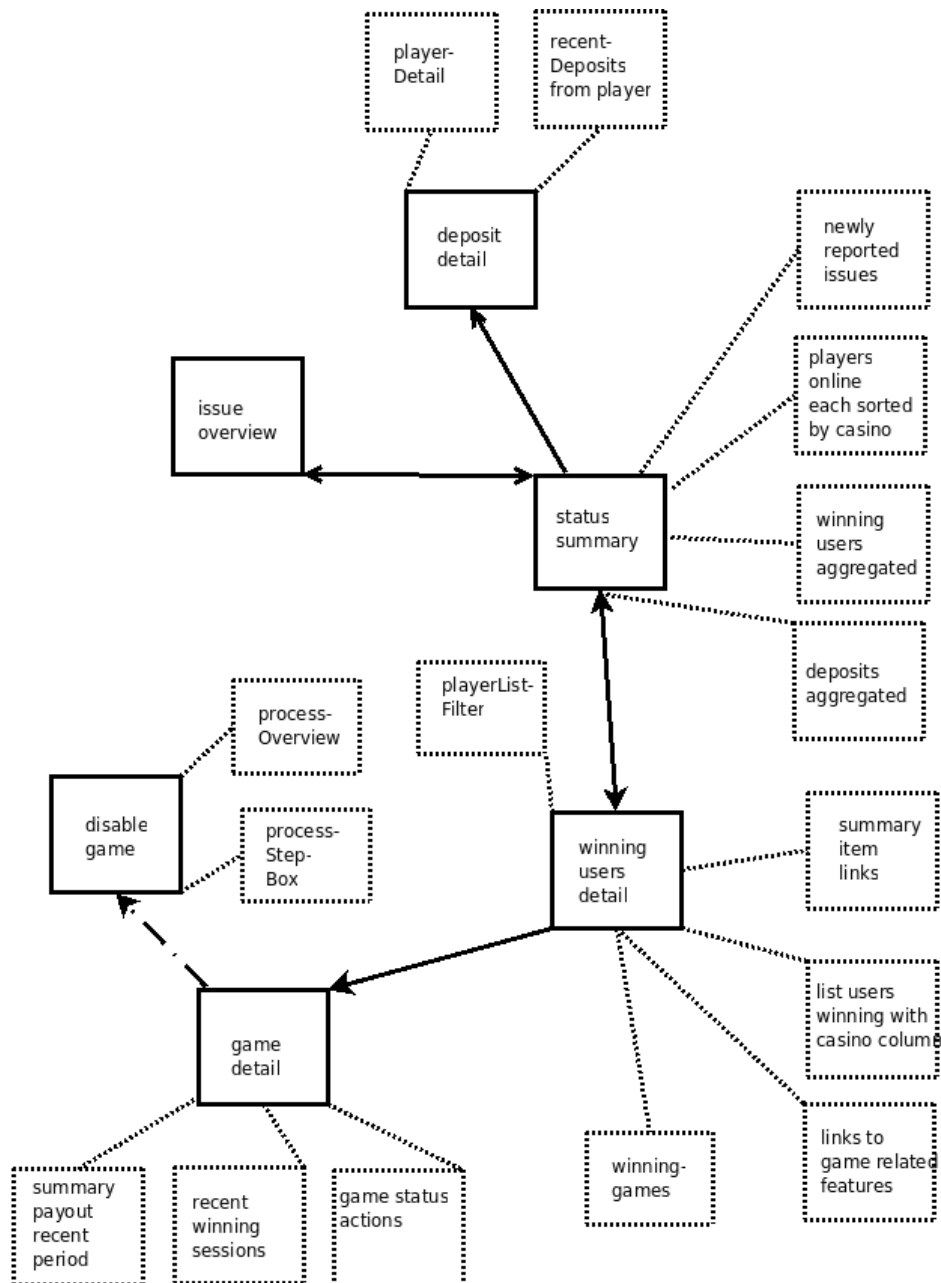 player-
Detail
recent-
Deposits
from player
deposit
detail
newly
reported
issues
issue
overview
players
online
each sorted
by casino
status
summary
winning
users
aggregated
deposits
aggregated
playerList-
Filter
process-
Overview
disable
game
process-
Step-
Box
winning
users
detail
summary
item
links
list users
winning with
casino column
game
detail
links to
game related
features
winning-
games
summary
payout
recent
period
recent
winning
sessions
game status
actions